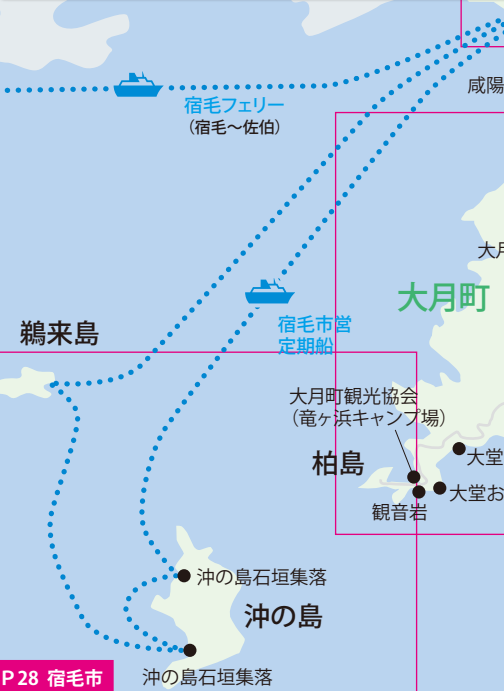 宿毛フェリー
（宿毛～佐伯）
咸陽
大月
大月町
宿毛市営
定期船
鵜来島
大月町観光協会
（竜ヶ浜キャンプ場）
柏島
大堂
大堂お
観音岩
沖の島石垣集落
沖の島
沖の島石垣集落
P28 宿毛市